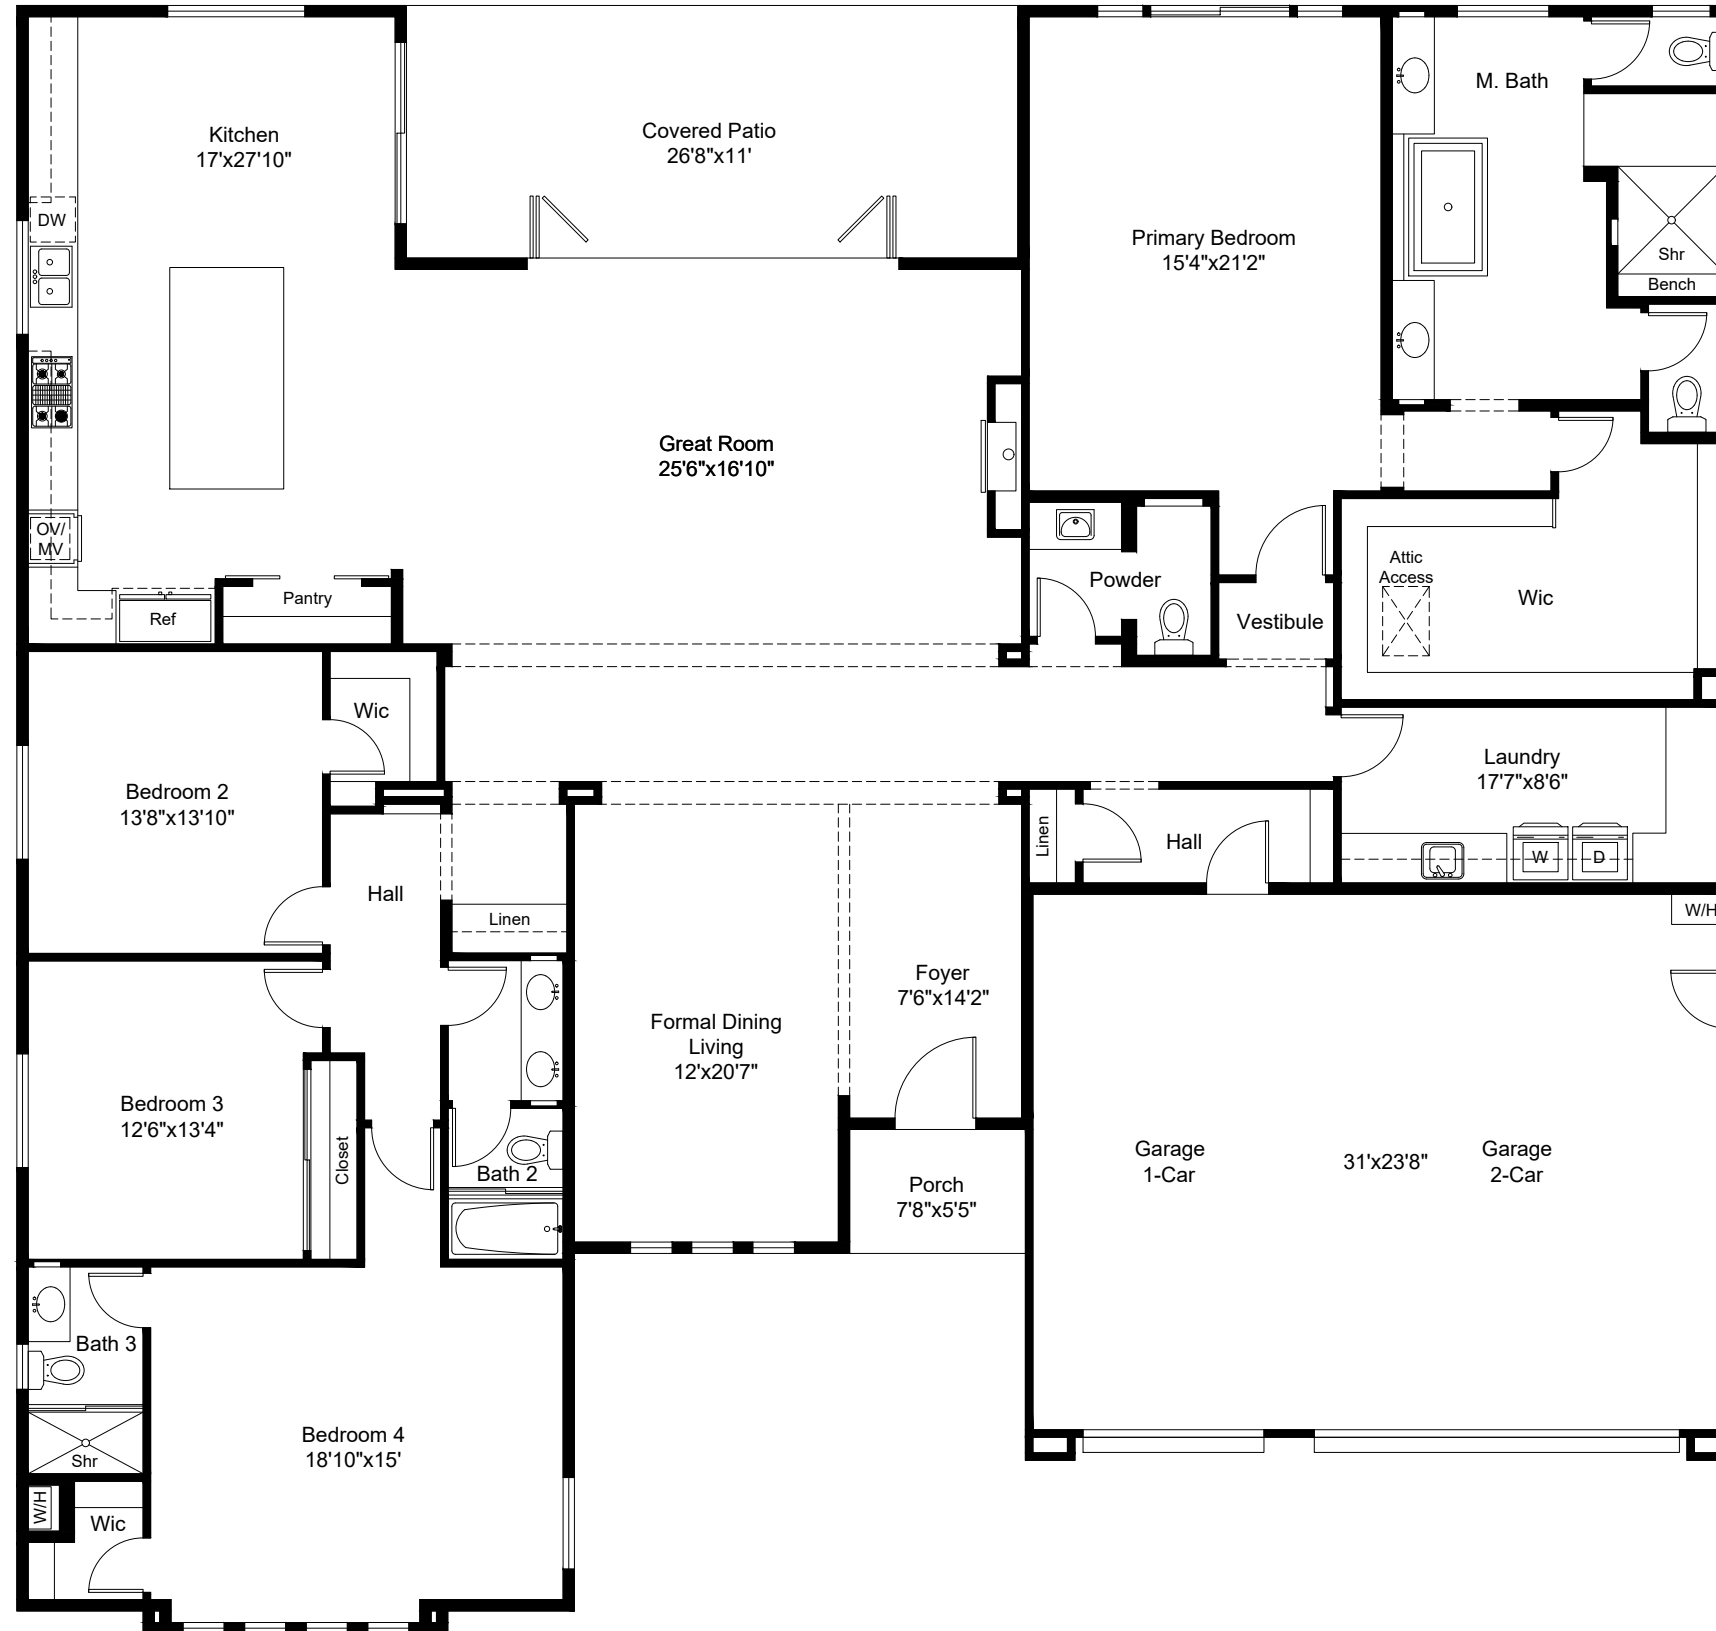 Kitchen
17'x27'10"
Covered Patio
26'8"x11'
M. Bath
Primary Bedroom
15'4"x21'2"
DW
Shr
Bench
Great Room
25'6"x16'10"
OV/
MV
Ref
Pantry
Powder
Vestibule
Attic
Access
Wic
Wic
Bedroom 2
13'8"x13'10"
Laundry
17'7"x8'6"
Linen
Hall
W
D
Hall
Linen
W/H
Foyer
7'6"x14'2"
Formal Dining
Living
12'x20'7"
Bedroom 3
12'6"x13'4"
Closet
Bath 2
Porch
7'8"x5'5"
Garage
1-Car
31'x23'8"
Garage
2-Car
Bath 3
Shr
Bedroom 4
18'10"x15'
W/H
Wic